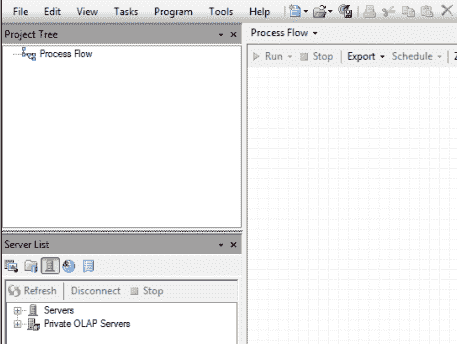 File Edit View Tasks Program Tools Help
Project Tree
Process Flow
Process Flow
Run Stop Export Schedule
Server List
Refresh Disconnect Stop
Servers
Private OLAP Servers